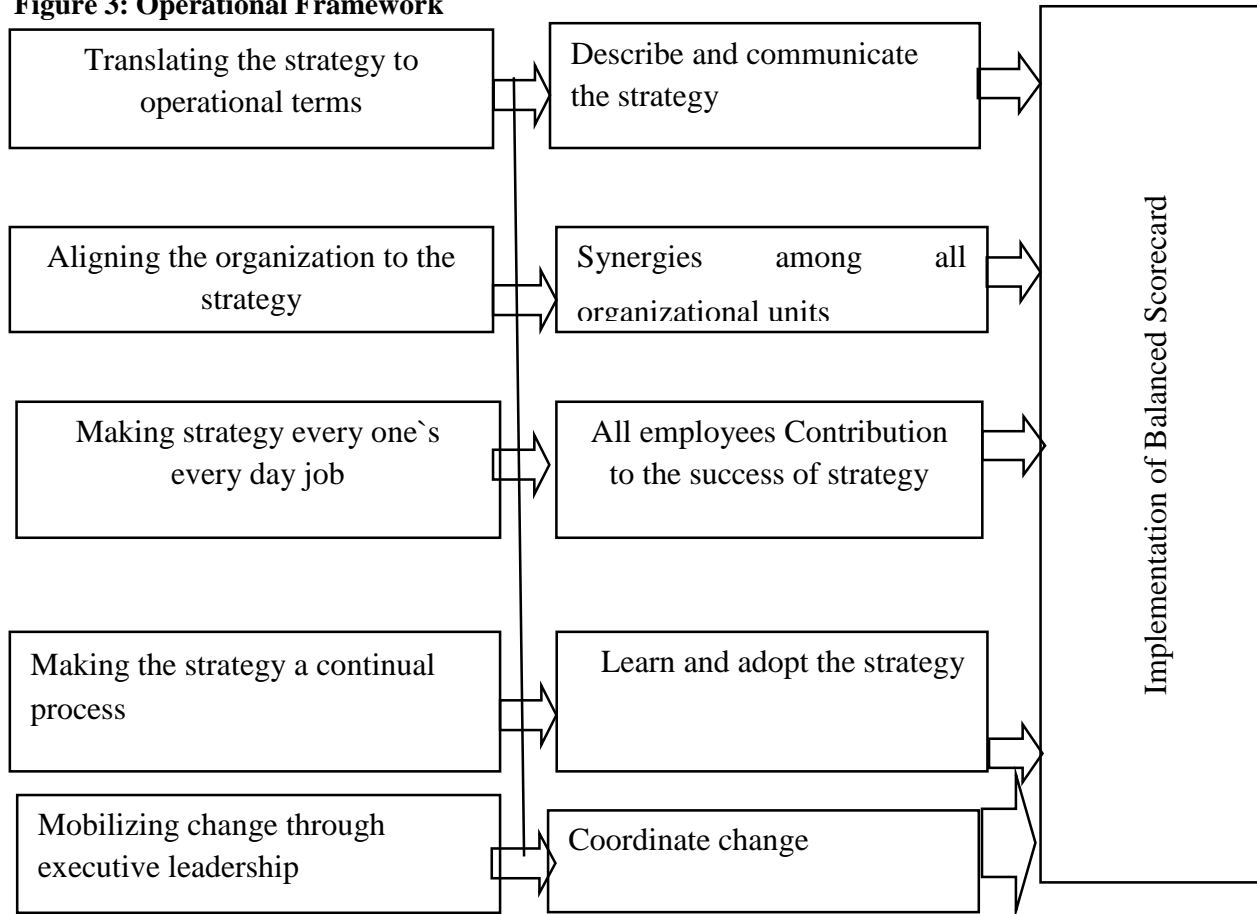 Figure 3: Operational Framework
Translating the strategy to
operational terms
Describe and communicate
the strategy
Aligning the organization to the
strategy
Synergies among all
organizational units
Making strategy every one`s
every day job
All employees Contribution
to the success of strategy
Making the strategy a continual
process
Learn and adopt the strategy
Mobilizing change through
executive leadership
Coordinate change
Implementation of Balanced Scorecard